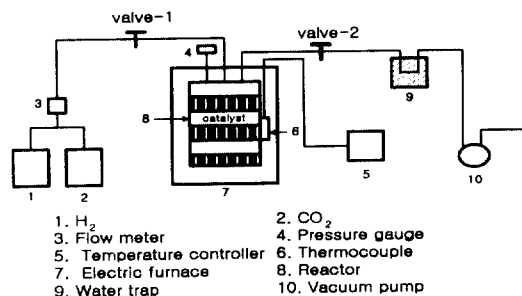 valve-1
valve-2
4
3
8
catalyst
6
9
1
2
7
5
10
1. H₂
2. CO₂
3. Flow meter
4. Pressure gauge
5. Temperature controller
6. Thermocouple
7. Electric furnace
8. Reactor
9. Water trap
10. Vacuum pump